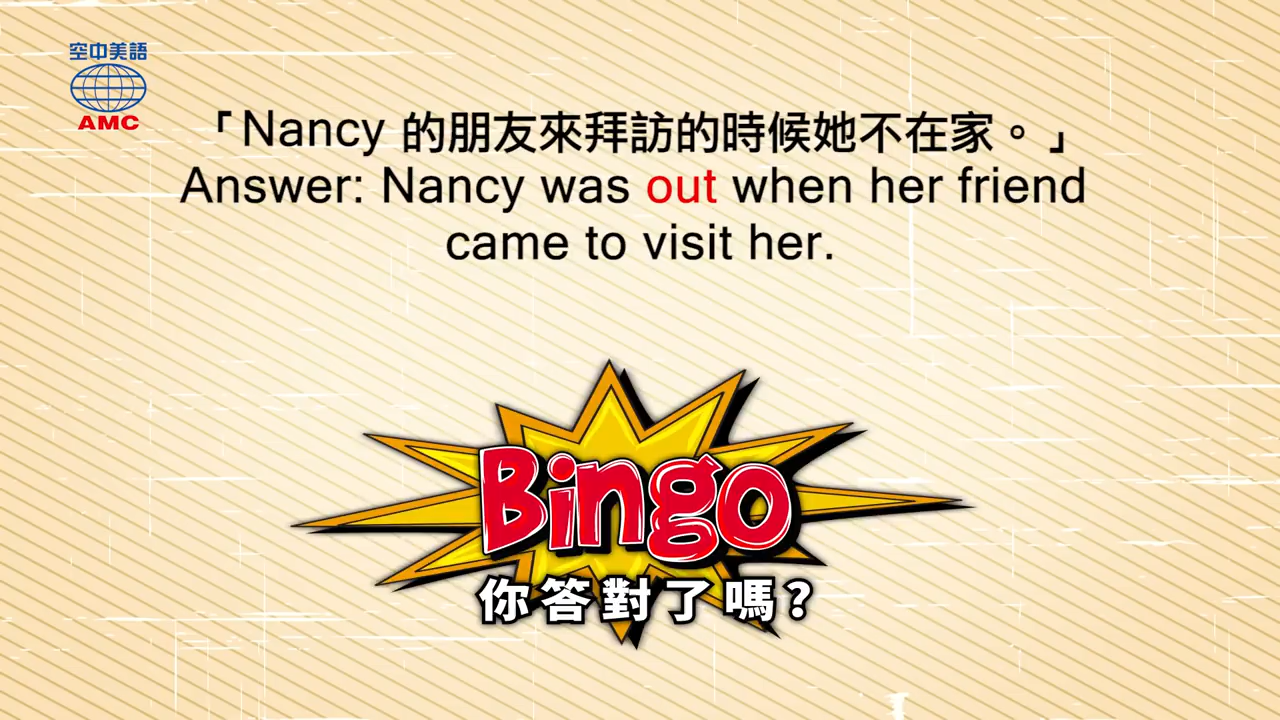 空中美語
AMC
「Nancy 的朋友來拜訪的時候她不在家。」
Answer: Nancy was out when her friend
came to visit her.
Bingo
你答對了嗎?